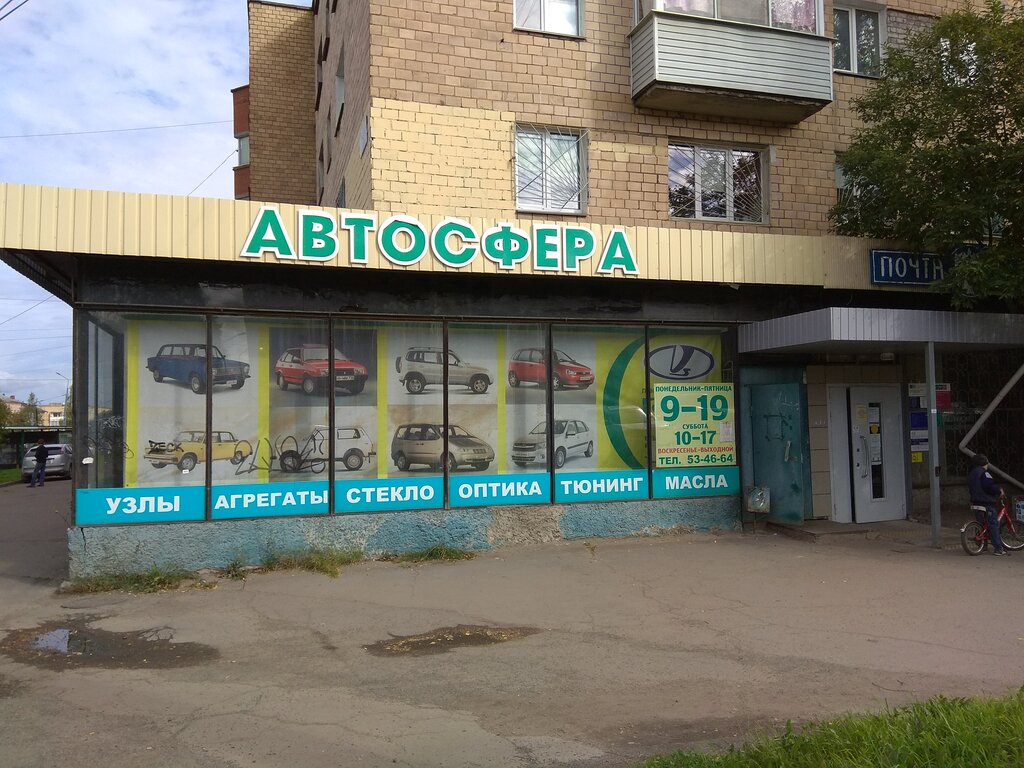 АВТОСФЕРА
ПОЧТА
ПОНЕДЕЛЬНИК-ПЯТНИЦА
9-19
СУББОТА
10-17
ВОСКРЕСЕНЬЕ-ВЫХОДНОЙ
ТЕЛ. 53-46-64
УЗЛЫ
АГРЕГАТЫ
СТЕКЛО
ОПТИКА
ТЮНИНГ
МАСЛА